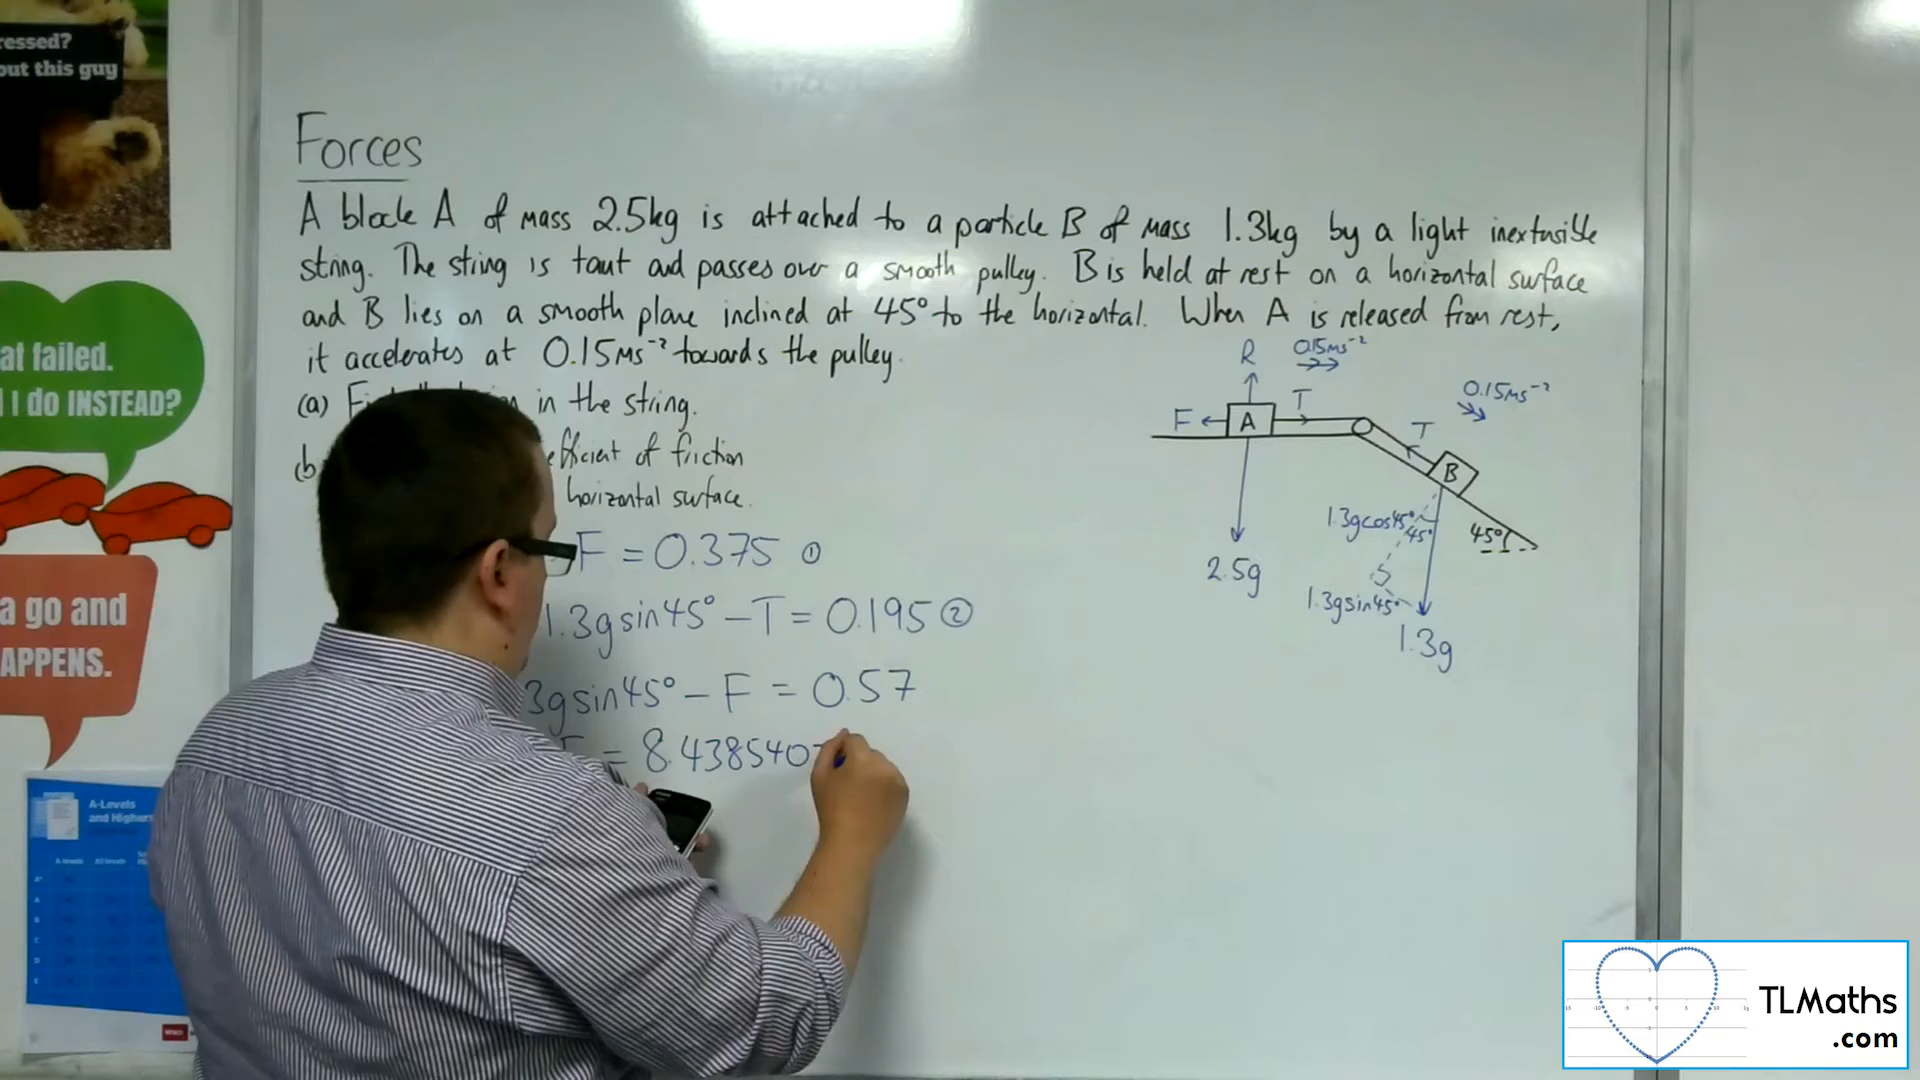 ressed?
out this guy
at failed.
I do INSTEAD?
a go and
APPENS.
A-Levels
and Higher
Forces
A block A of mass 2.5kg is attached to a particle B of mass 1.3kg by a light inextensible
string. The string is taut and passes over a smooth pulley. B is held at rest on a horizontal surface
and B lies on a smooth plane inclined at 45° to the horizontal. When A is released from rest,
it accelerates at 0.15ms⁻² towards the pulley.
(a) in the string.
(b efficient of friction
horizontal surface.
F = 0.375 ①
1.3gsin45° − T = 0.195 ②
3gsin45° − F = 0.57
= 8.438540
R
0.15ms⁻²
F
A
T
T
0.15ms⁻²
B
45°
1.3gcos45°
45°
2.5g
1.3gsin45°
1.3g
TLMaths
.com